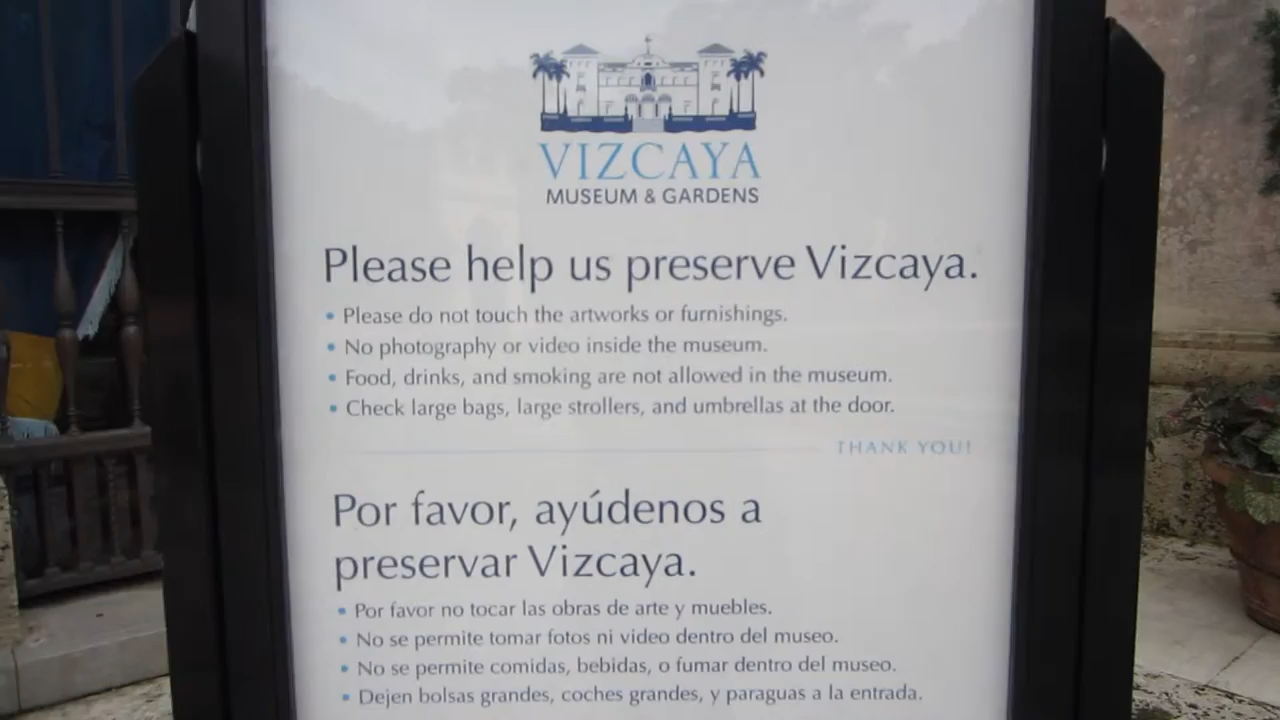 VIZCAYA
MUSEUM & GARDENS
Please help us preserve Vizcaya.
• Please do not touch the artworks or furnishings.
• No photography or video inside the museum.
• Food, drinks, and smoking are not allowed in the museum.
• Check large bags, large strollers, and umbrellas at the door.
THANK YOU!
Por favor, ayúdenos a
preservar Vizcaya.
• Por favor no tocar las obras de arte y muebles.
• No se permite tomar fotos ni video dentro del museo.
• No se permite comidas, bebidas, o fumar dentro del museo.
• Dejen bolsas grandes, coches grandes, y paraguas a la entrada.